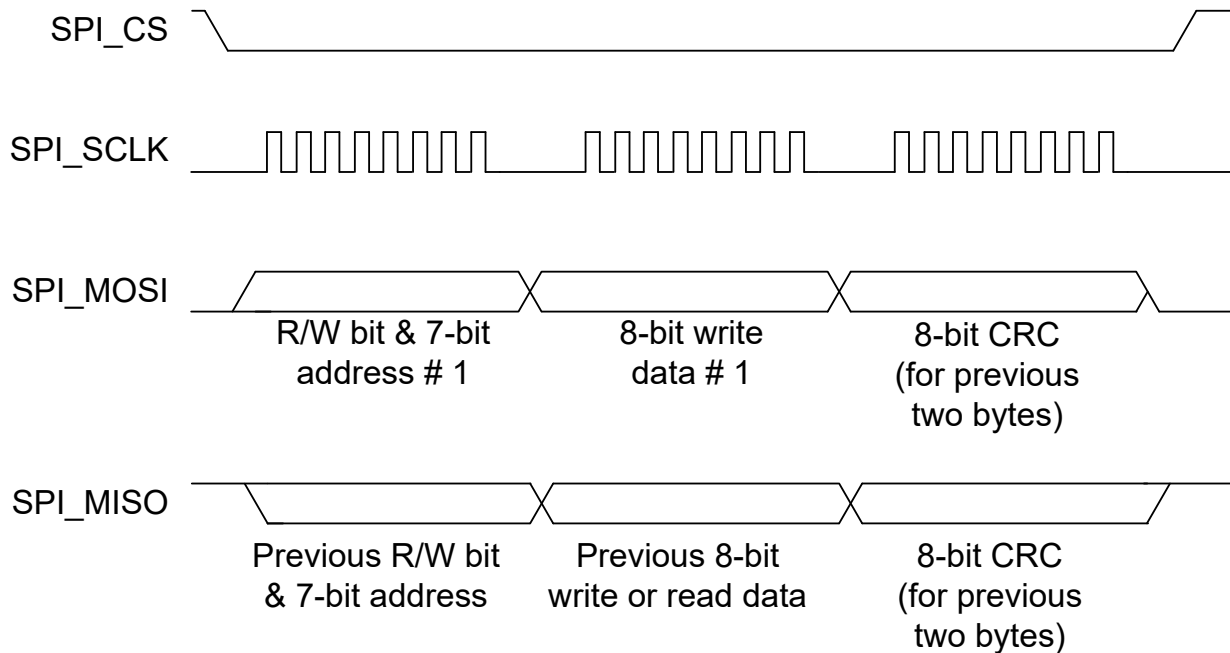 SPI_CS
SPI_SCLK
SPI_MOSI
R/W bit & 7-bit
address # 1
8-bit write
data # 1
8-bit CRC
(for previous
two bytes)
SPI_MISO
Previous R/W bit
& 7-bit address
Previous 8-bit
write or read data
8-bit CRC
(for previous
two bytes)